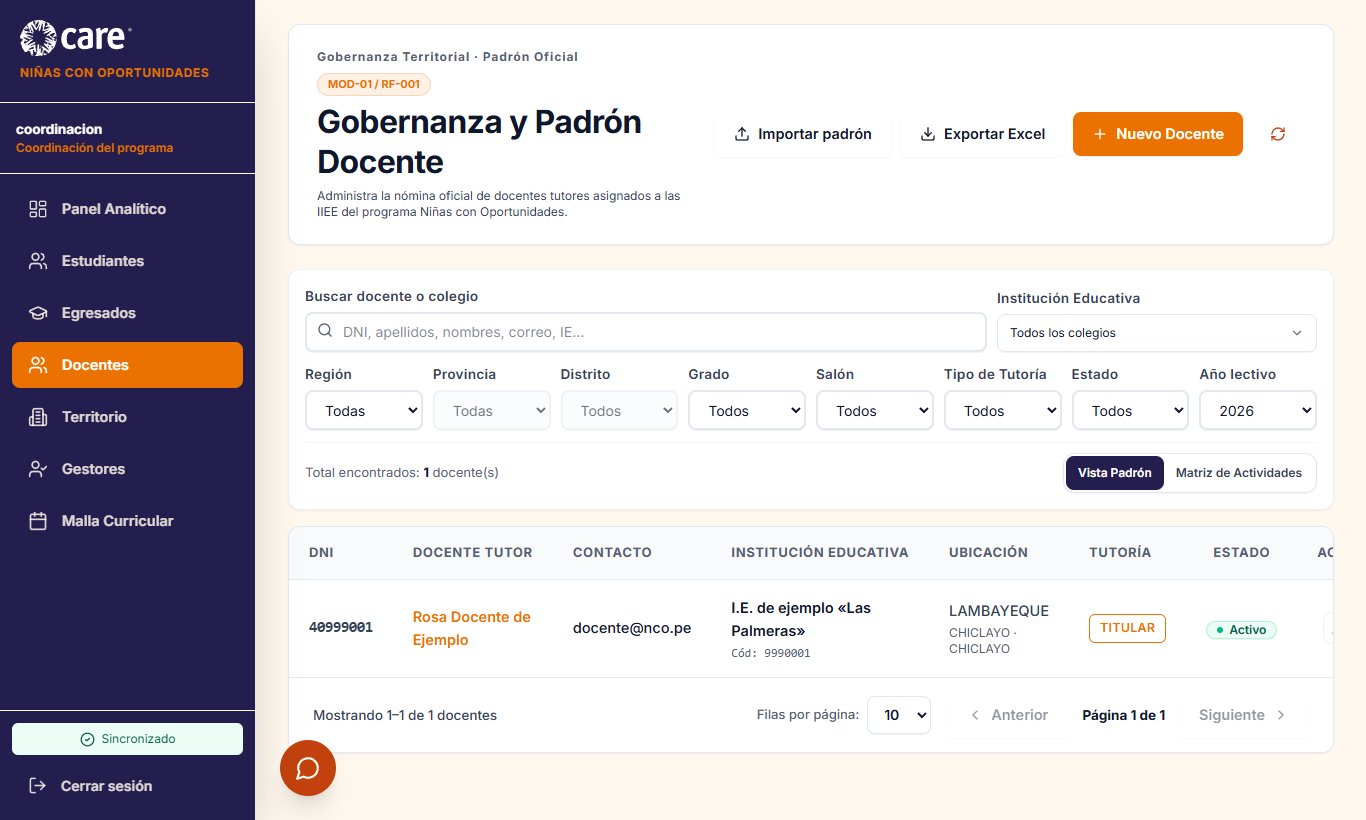 care
NIÑAS CON OPORTUNIDADES
coordinacion
Coordinación del programa
Panel Analítico
Estudiantes
Egresados
Docentes
Territorio
Gestores
Malla Curricular
Sincronizado
Cerrar sesión
Gobernanza Territorial · Padrón Oficial
MOD-01 / RF-001
Gobernanza y Padrón
Docente
Administra la nómina oficial de docentes tutores asignados a las
IIEE del programa Niñas con Oportunidades.
Importar padrón
Exportar Excel
+ Nuevo Docente
Buscar docente o colegio
DNI, apellidos, nombres, correo, IE...
Institución Educativa
Todos los colegios
Región Provincia Distrito Grado Salón Tipo de Tutoría Estado Año lectivo
Todas Todas Todos Todos Todos Todos Todos 2026
Total encontrados: 1 docente(s)
Vista Padrón Matriz de Actividades
DNI DOCENTE TUTOR CONTACTO INSTITUCIÓN EDUCATIVA UBICACIÓN TUTORÍA ESTADO AC
40999001
Rosa Docente de
Ejemplo
docente@nco.pe
I.E. de ejemplo «Las
Palmeras»
Cód: 9990001
LAMBAYEQUE
CHICLAYO ·
CHICLAYO
TITULAR
Activo
Mostrando 1–1 de 1 docentes
Filas por página: 10
Anterior
Página 1 de 1
Siguiente